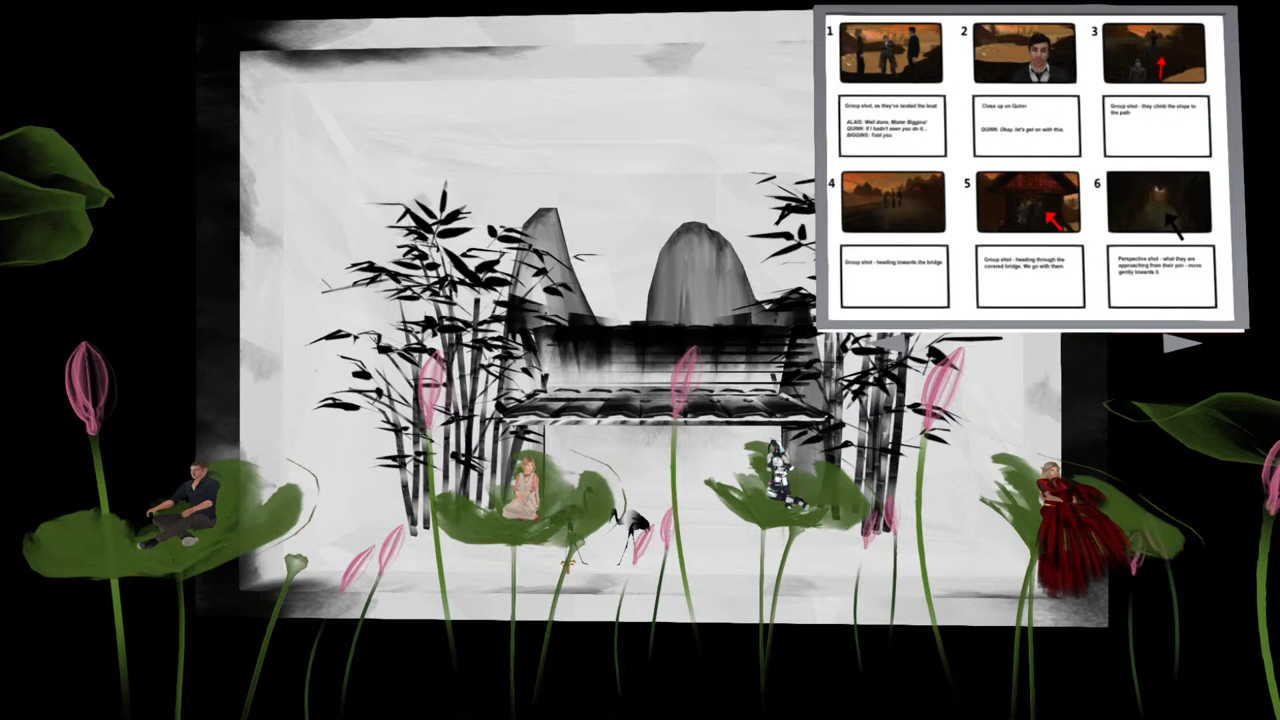 1
2
3
Group shot, as they've landed the boat
ALAIS: Well done, Mister Biggins!
QUINN: If I hadn't seen you do it...
BIGGINS: Told you.
Close up on Quinn
QUINN: Okay, let's get on with this.
Group shot - they climb the slope to
the path
4
5
6
Group shot - heading towards the bridge
Group shot - heading through the
covered bridge. We go with them.
Perspective shot - what they are
approaching from their pov - move
gently towards it